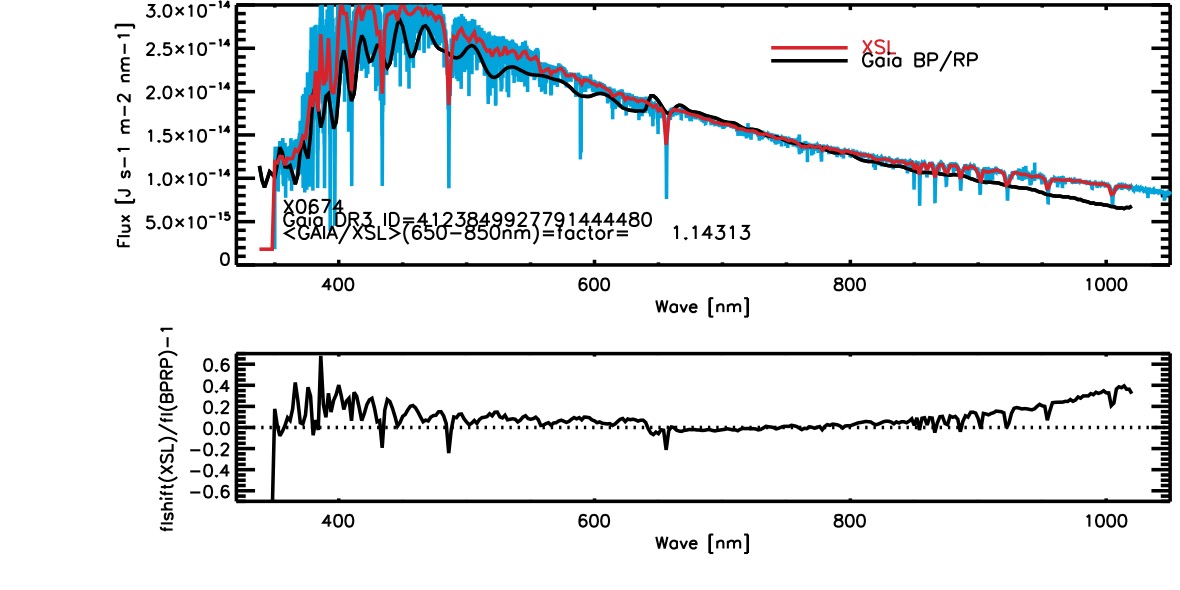 3.0×10−14
2.5×10−14
2.0×10−14
1.5×10−14
1.0×10−14
5.0×10−15
0
Flux [J s−1 m−2 nm−1]
XSL
Gaia BP/RP
X0674
Gaia DR3 ID=4123849927791444480
<GAIA/XSL>(650−850nm)=factor= 1.14313
400 600 800 1000
Wave [nm]
flshift(XSL)/fl(BPRP)−1
0.6
0.4
0.2
0.0
−0.2
−0.4
−0.6
400 600 800 1000
Wave [nm]